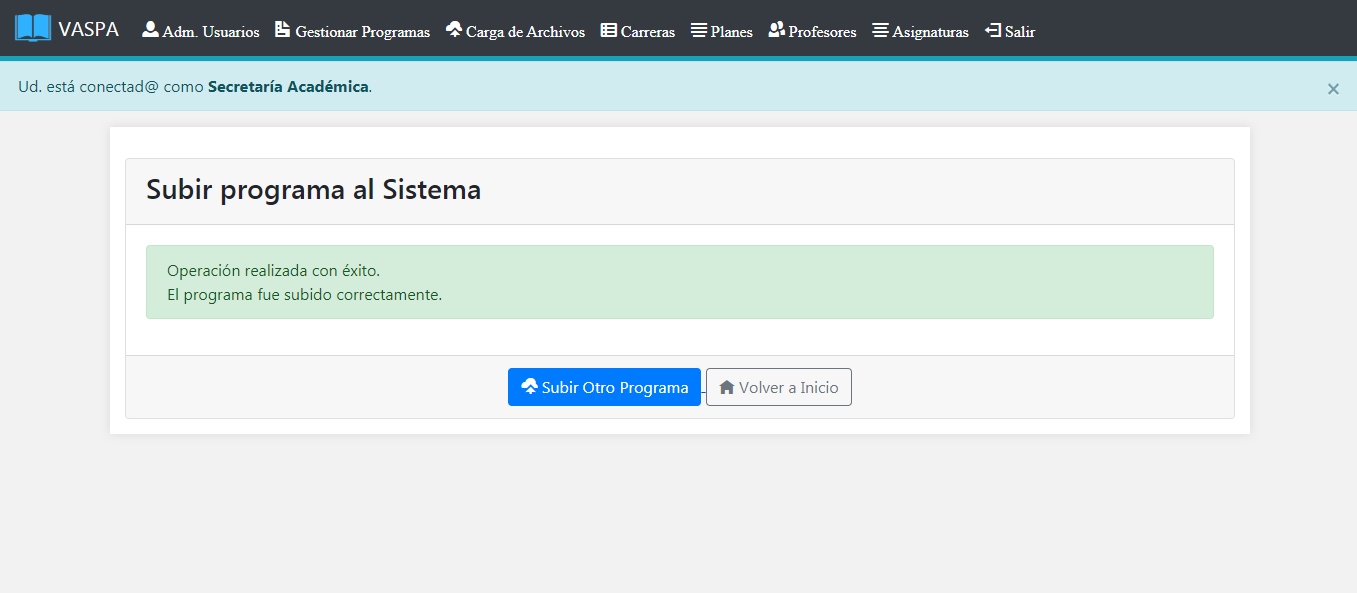 VASPA Adm. Usuarios Gestionar Programas Carga de Archivos Carreras Planes Profesores Asignaturas Salir
Ud. está conectad@ como Secretaría Académica. ×
Subir programa al Sistema
Operación realizada con éxito.
El programa fue subido correctamente.
Subir Otro Programa Volver a Inicio